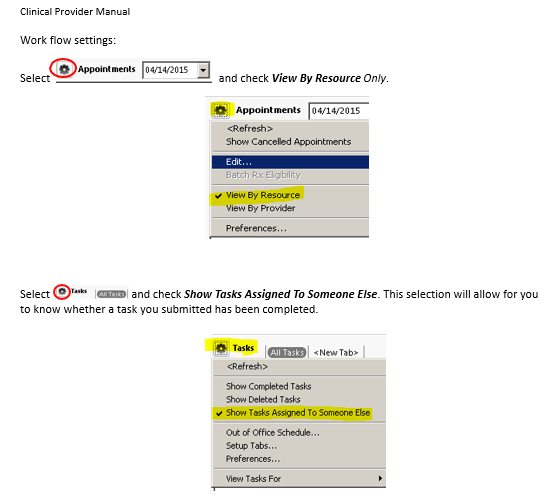 Clinical Provider Manual
Work flow settings:
Select Appointments 04/14/2015 and check View By Resource Only.
Appointments 04/14/2015
<Refresh>
Show Cancelled Appointments
Edit...
Batch Rx Eligibility
View By Resource
View By Provider
Preferences...
Select Tasks All Tasks and check Show Tasks Assigned To Someone Else. This selection will allow for you
to know whether a task you submitted has been completed.
Tasks All Tasks <New Tab>
<Refresh>
Show Completed Tasks
Show Deleted Tasks
Show Tasks Assigned To Someone Else
Out of Office Schedule...
Setup Tabs...
Preferences...
View Tasks For